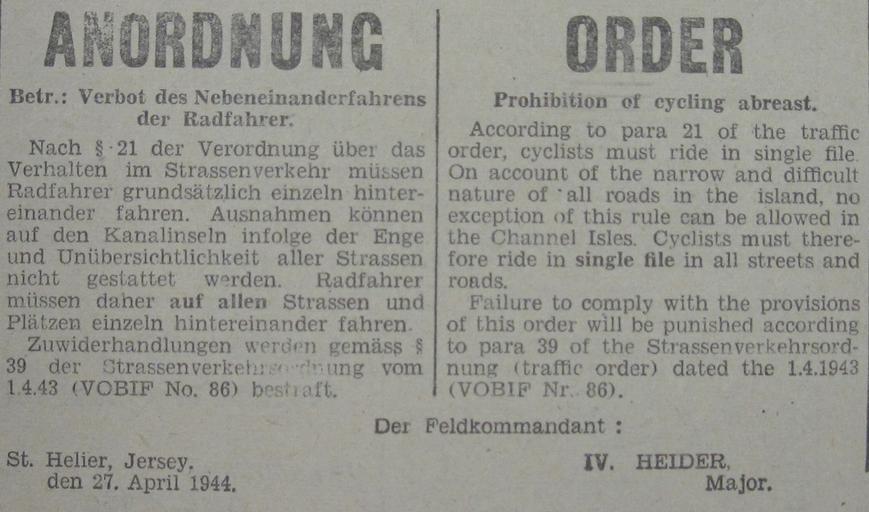 ANORDNUNG
Betr.: Verbot des Nebeneinanderfahrens
der Radfahrer.
Nach § 21 der Verordnung über das
Verhalten im Strassenverkehr müssen
Radfahrer grundsätzlich einzeln hinter-
einander fahren. Ausnahmen können
auf den Kanalinseln infolge der Enge
und Unübersichtlichkeit aller Strassen
nicht gestattet werden. Radfahrer
müssen daher auf allen Strassen und
Plätzen einzeln hintereinander fahren.
Zuwiderhandlungen werden gemäss §
39 der Strassenverkehrsordnung vom
1.4.43 (VOBIF No. 86) bestraft.
ORDER
Prohibition of cycling abreast.
According to para 21 of the traffic
order, cyclists must ride in single file.
On account of the narrow and difficult
nature of all roads in the island, no
exception of this rule can be allowed in
the Channel Isles. Cyclists must there-
fore ride in single file in all streets and
roads.
Failure to comply with the provisions
of this order will be punished according
to para 39 of the Strassenverkehrsord-
nung (traffic order) dated the 1.4.1943
(VOBIF Nr. 86).
Der Feldkommandant :
St. Helier, Jersey,
den 27. April 1944.
IV. HEIDER,
Major.